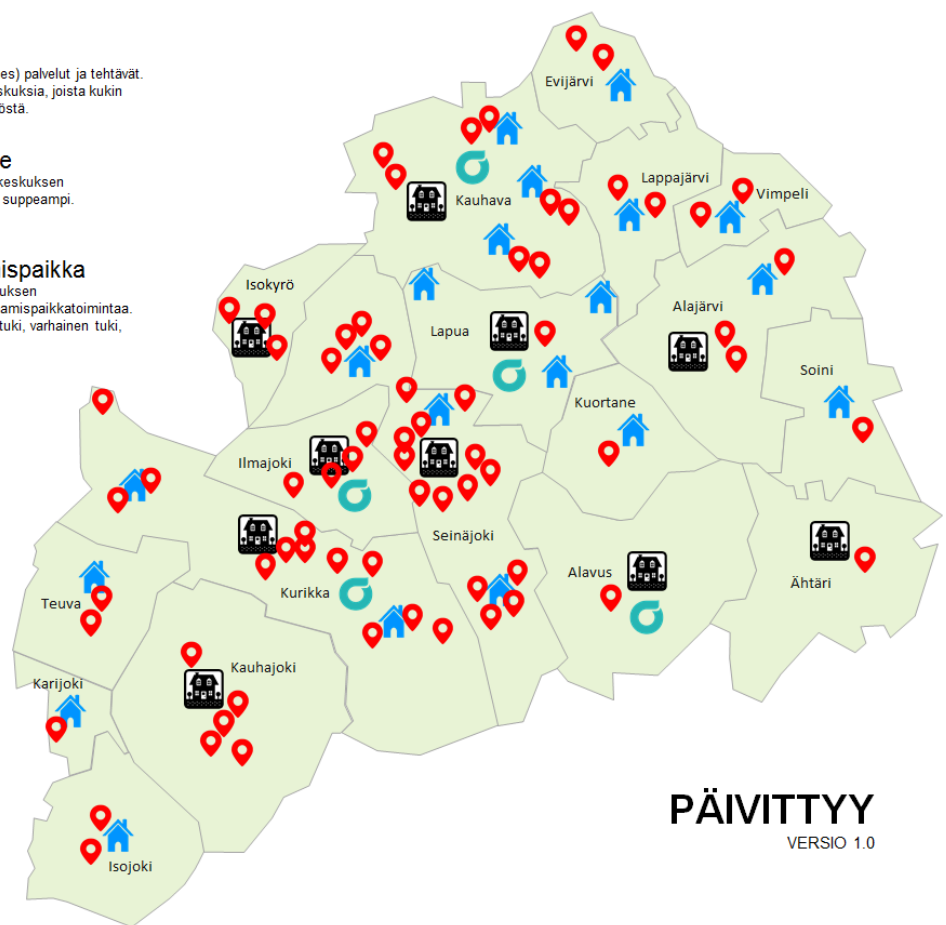 es) palvelut ja tehtävät.
skuksia, joista kukin
östä.
e
keskuksen
suppeampi.
ispaikka
uksen
aamispaikkatoimintaa.
tuki, varhainen tuki,
Evijärvi
Lappajärvi
Vimpeli
Kauhava
Isokyrö
Alajärvi
Lapua
Soini
Kuortane
Ilmajoki
Seinäjoki
Alavus
Ähtäri
Kurikka
Teuva
Kauhajoki
Karijoki
Isojoki
PÄIVITTYY
VERSIO 1.0